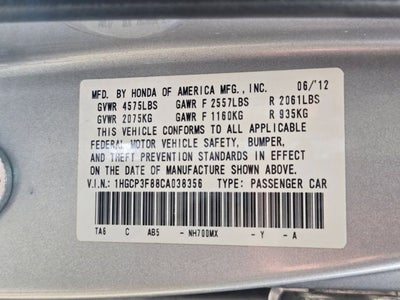 MFD. BY HONDA OF AMERICA MFG., INC. 06/'12
GVWR 4575LBS GAWR F 2557LBS R 2061LBS
GVWR 2075KG GAWR F 1160KG R 935KG
THIS VEHICLE CONFORMS TO ALL APPLICABLE
FEDERAL MOTOR VEHICLE SAFETY, BUMPER,
AND THEFT PREVENTION STANDARDS IN EFFECT
ON THE DATE OF MANUFACTURE SHOWN ABOVE.
V.I.N.: 1HGCP3F88CA038356 TYPE: PASSENGER CAR
TA6 C AB5 - NH700MX - Y - A